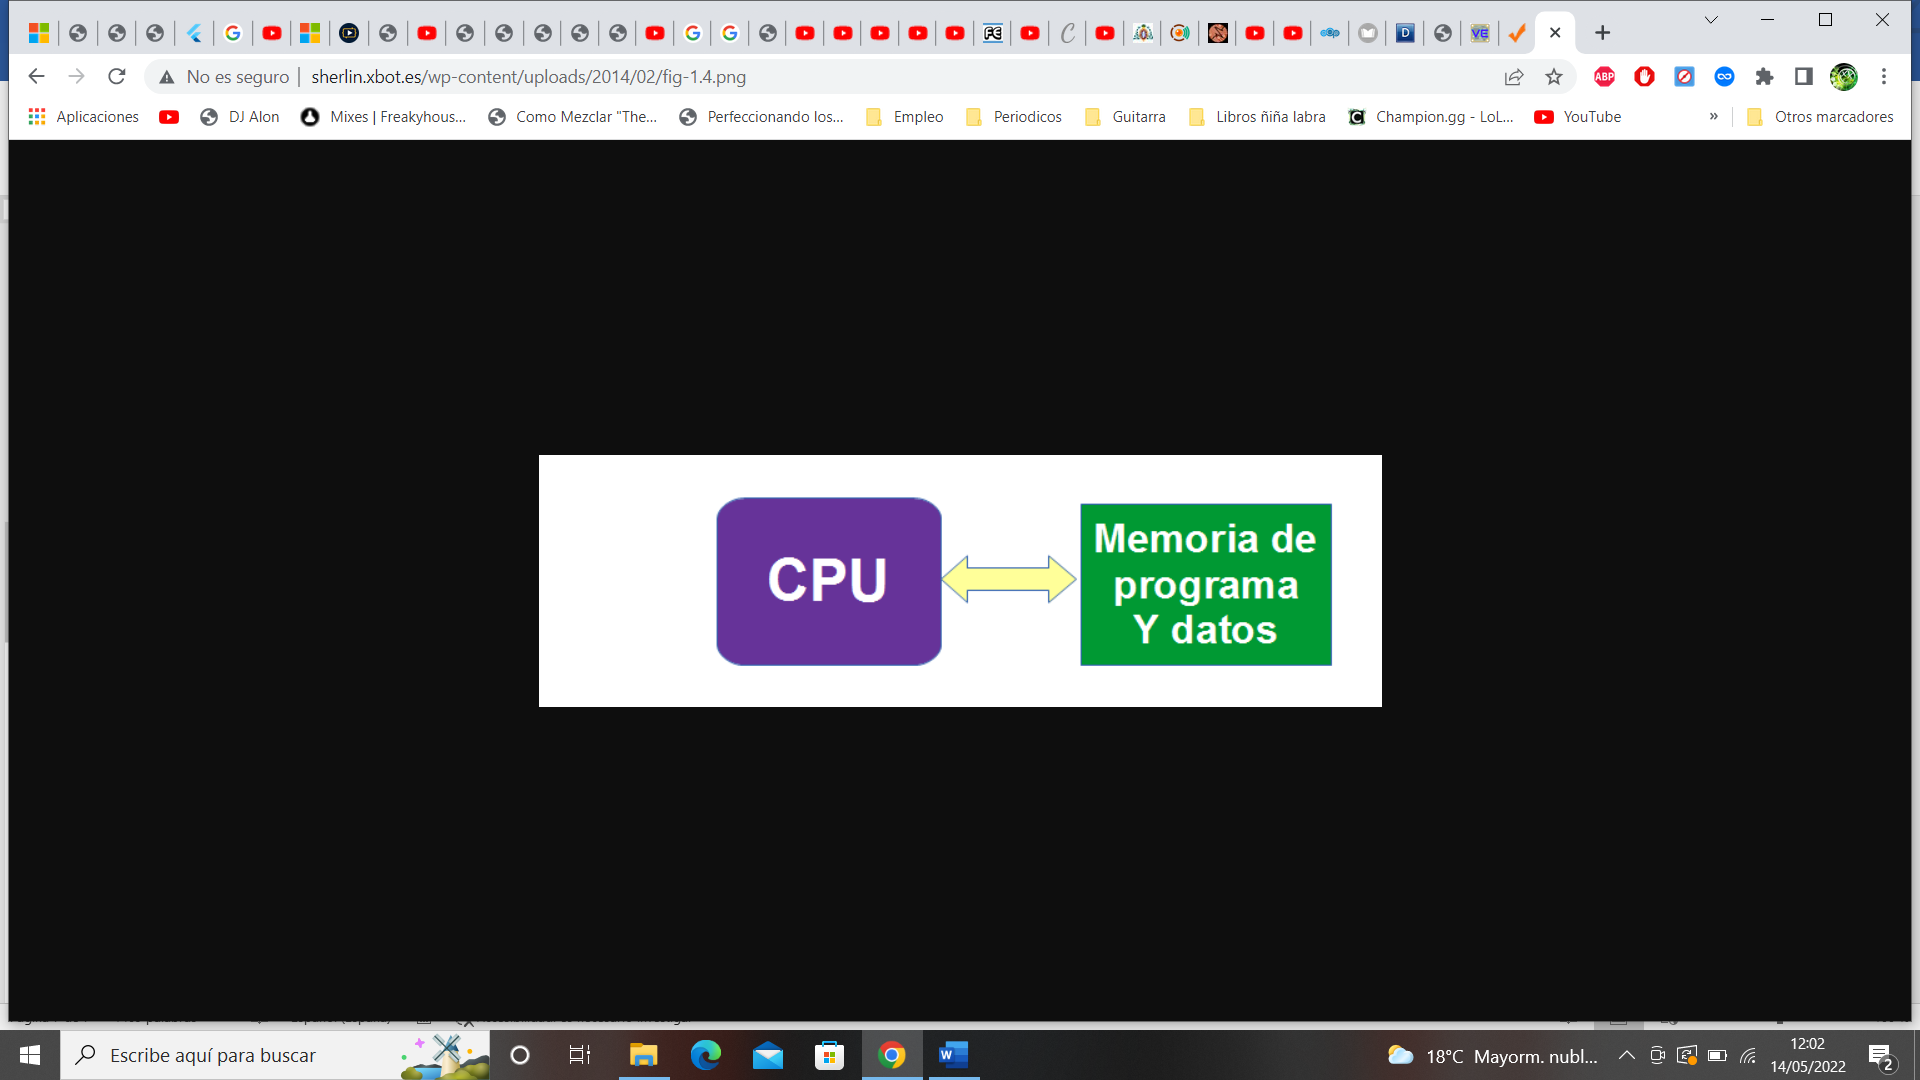 No es seguro
sherlin.xbot.es/wp-content/uploads/2014/02/fig-1.4.png
ABP
Aplicaciones
DJ Alon
Mixes | Freakyhous...
Como Mezclar "The...
Perfeccionando los...
Empleo
Periodicos
Guitarra
Libros ñiña labra
Champion.gg - LoL...
YouTube
»
Otros marcadores
CPU
Memoria de
programa
Y datos
Escribe aquí para buscar
18°C Mayorm. nubl...
12:02
14/05/2022
2